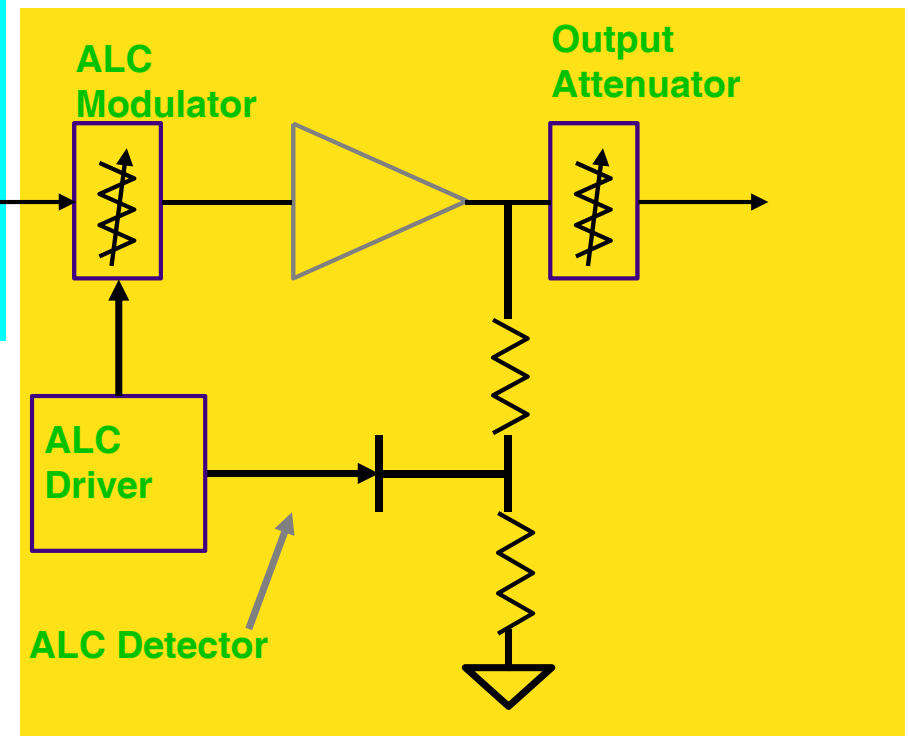 ALC
Modulator
Output
Attenuator
ALC
Driver
ALC Detector